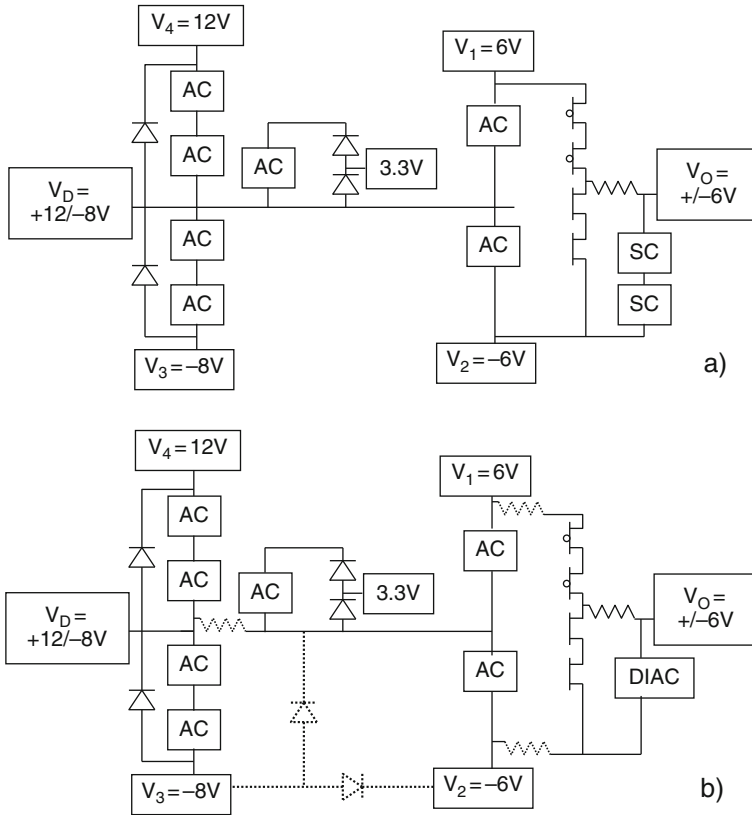 V4 = 12V
V1 = 6V
AC
AC
AC
AC
3.3V
VD =
+12/–8V
VO =
+/–6V
AC
AC
AC
SC
SC
V3 = –8V
V2 = –6V
a)
V4 = 12V
V1 = 6V
AC
AC
AC
AC
3.3V
VD =
+12/–8V
VO =
+/–6V
AC
AC
AC
DIAC
V3 = –8V
V2 = –6V
b)